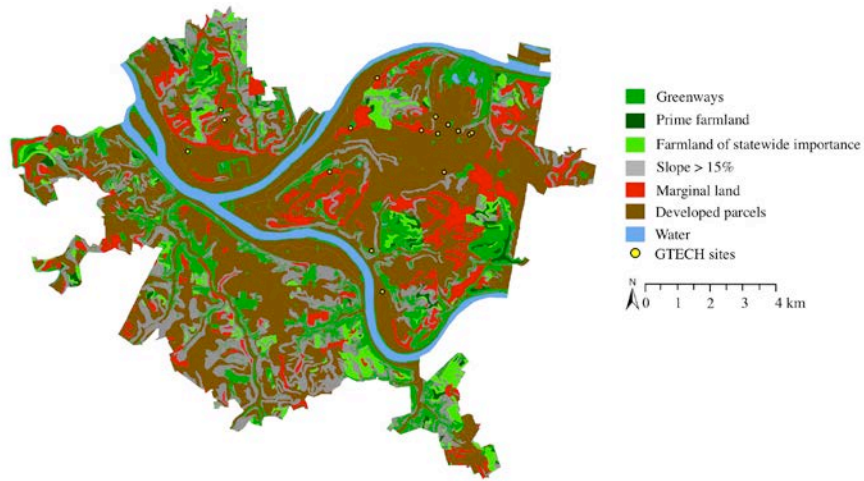 Greenways
Prime farmland
Farmland of statewide importance
Slope > 15%
Marginal land
Developed parcels
Water
GTECH sites
N
0 1 2 3 4 km